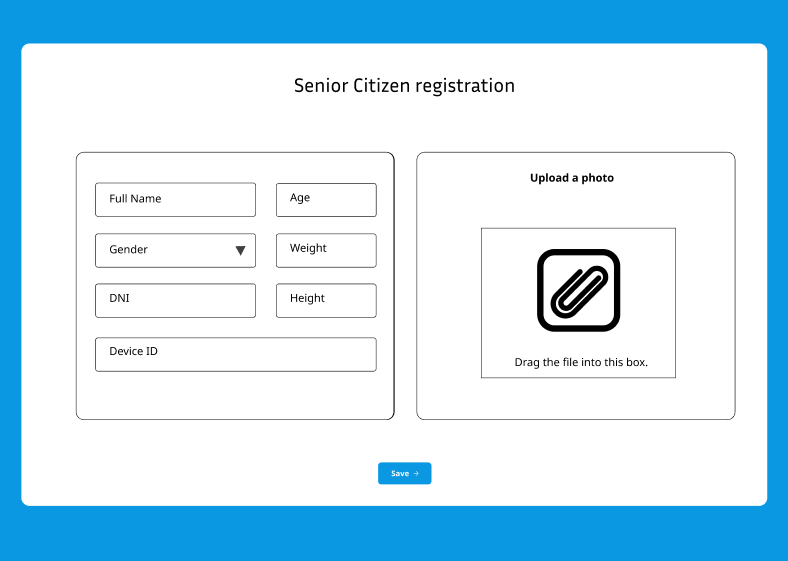 Senior Citizen registration
Full Name
Age
Gender
Weight
DNI
Height
Device ID
Upload a photo
Drag the file into this box.
Save →